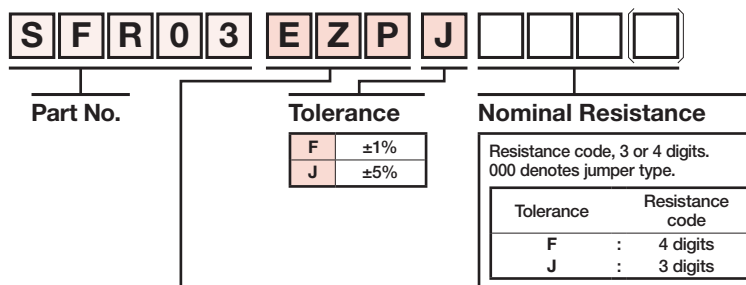 S F R 0 3 E Z P J
Part No.
Tolerance
Nominal Resistance
F ±1%
J ±5%
Resistance code, 3 or 4 digits.
000 denotes jumper type.
Tolerance Resistance
code
F : 4 digits
J : 3 digits